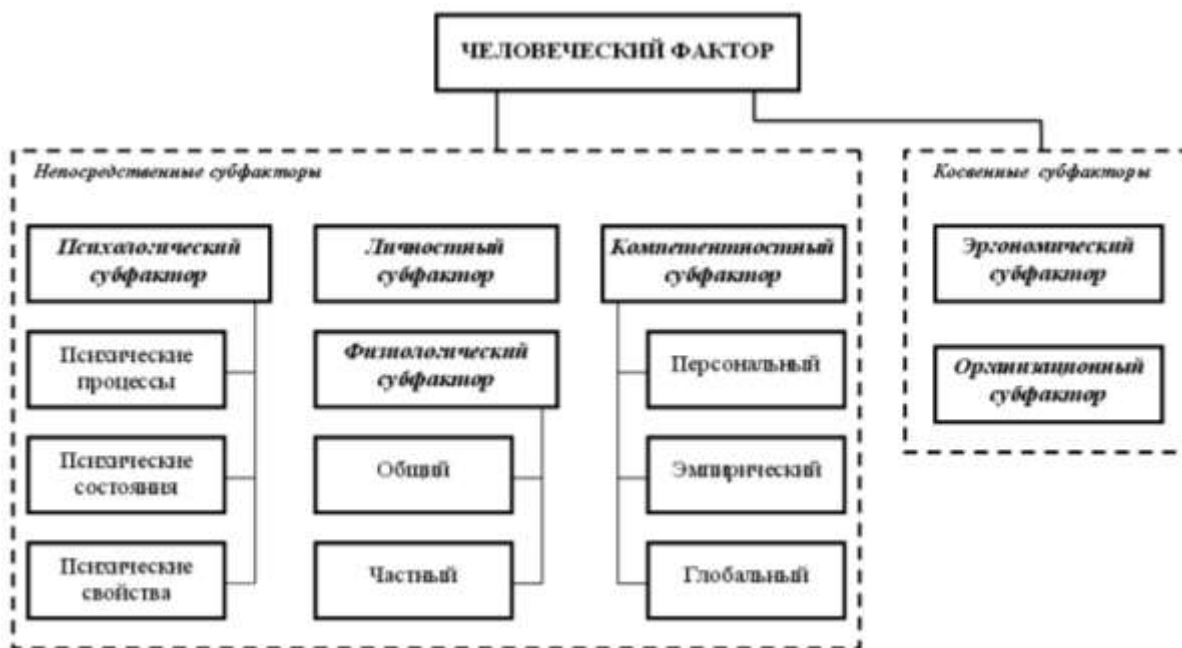 ЧЕЛОВЕЧЕСКИЙ ФАКТОР
Непосредственные субфакторы
Психологический
субфактор
Психические
процессы
Психические
состояния
Психические
свойства
Личностный
субфактор
Физиологический
субфактор
Общий
Частный
Компетентностный
субфактор
Персональный
Эмпирический
Глобальный
Косвенные субфакторы
Эргономический
субфактор
Организационный
субфактор